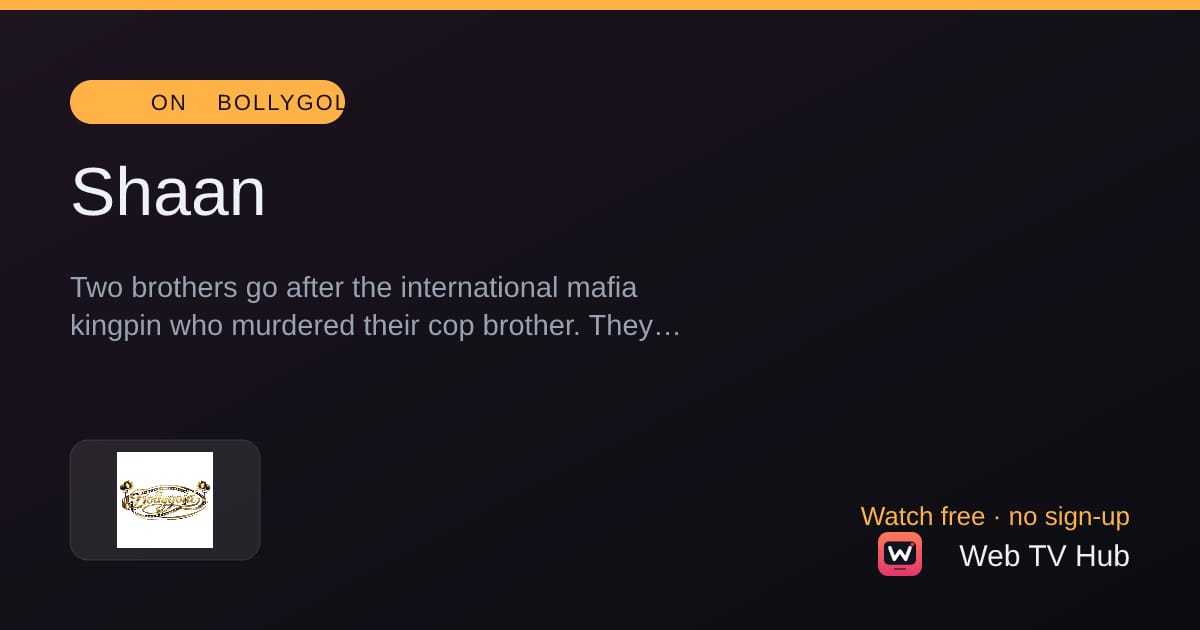 ON BOLLYGOL
Shaan
Two brothers go after the international mafia
kingpin who murdered their cop brother. They…
Bollygold
Watch free · no sign-up
W
Web TV Hub